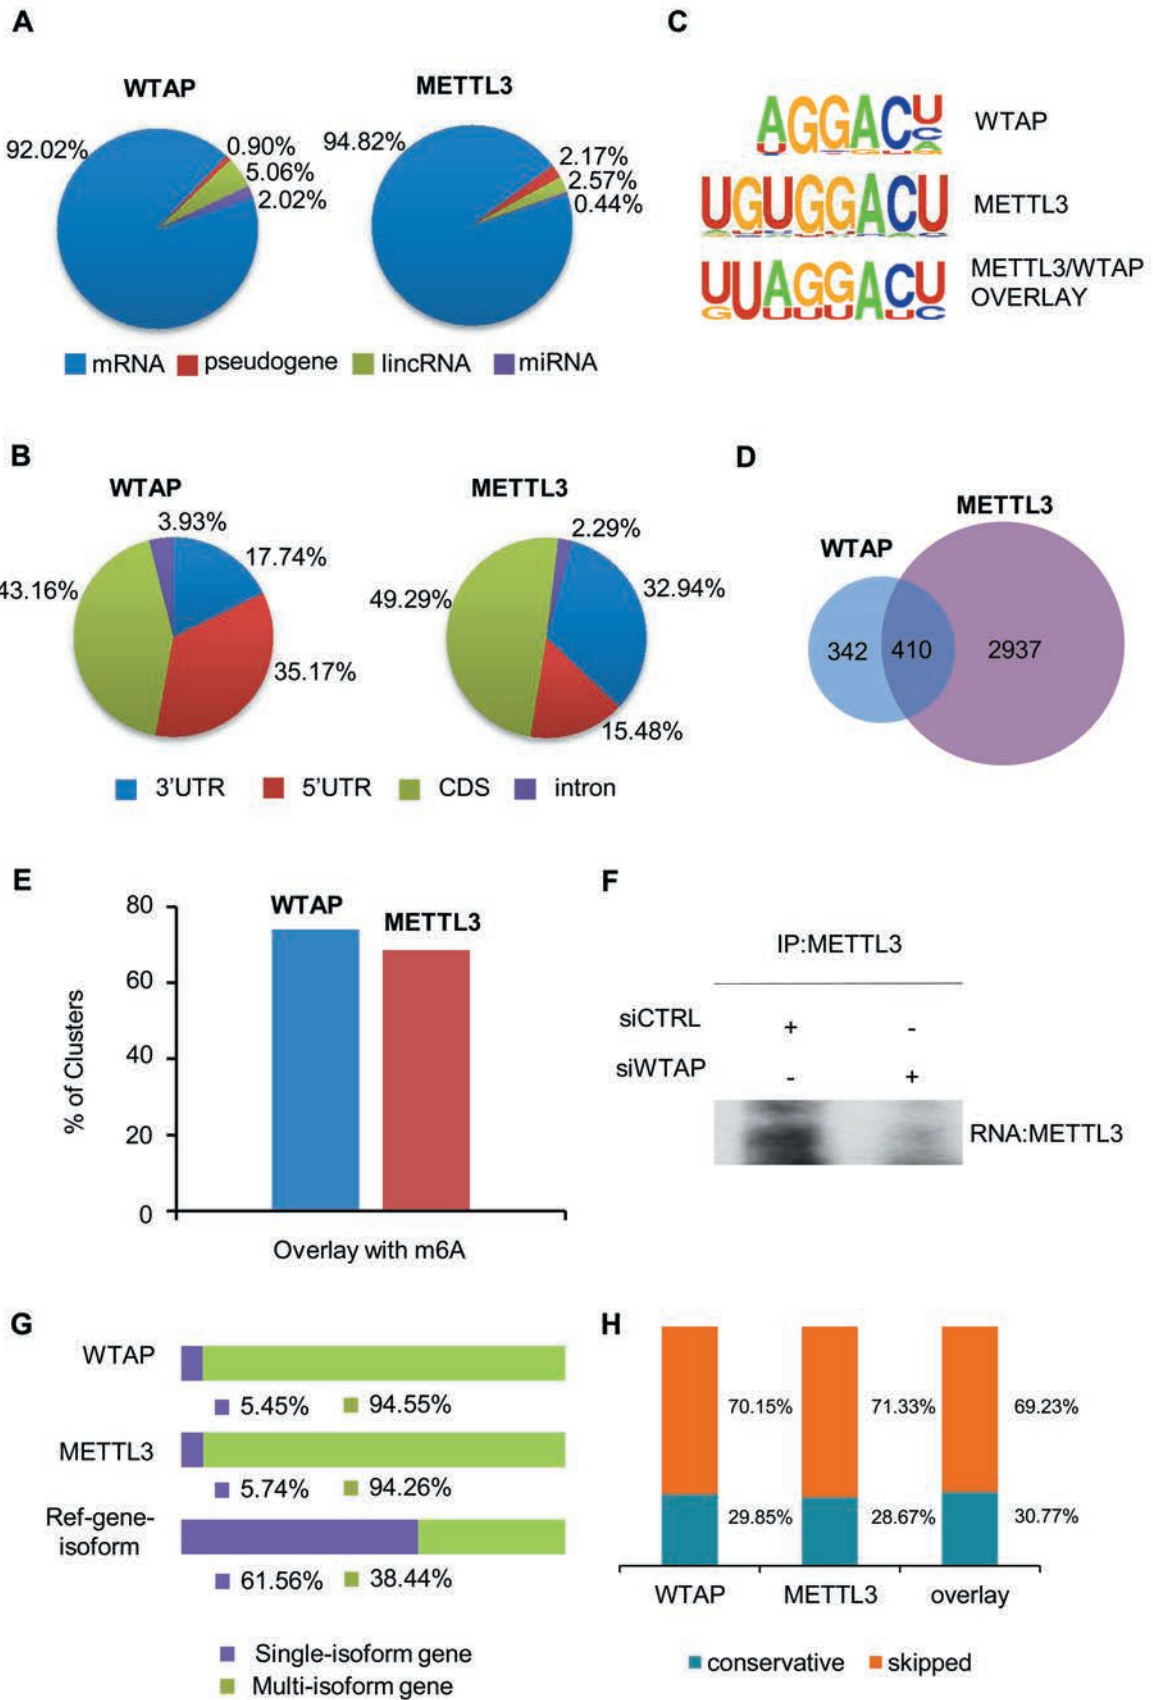 A
WTAP
METTL3
92.02%
0.90%
5.06%
2.02%
94.82%
2.17%
2.57%
0.44%
mRNA pseudogene lincRNA miRNA
C
AGGACU
WTAP
UGUGGACU
METTL3
UUAGGACU
METTL3/WTAP
OVERLAY
B
WTAP
METTL3
3.93%
17.74%
43.16%
35.17%
2.29%
32.94%
49.29%
15.48%
3'UTR 5'UTR CDS intron
D
METTL3
WTAP
342 410 2937
E
80
60
40
20
0
% of Clusters
WTAP
METTL3
Overlay with m6A
F
IP:METTL3
siCTRL + -
siWTAP - +
RNA:METTL3
G
WTAP
5.45% 94.55%
METTL3
5.74% 94.26%
Ref-gene-
isoform
61.56% 38.44%
Single-isoform gene
Multi-isoform gene
H
70.15% 71.33% 69.23%
29.85% 28.67% 30.77%
WTAP METTL3 overlay
conservative skipped